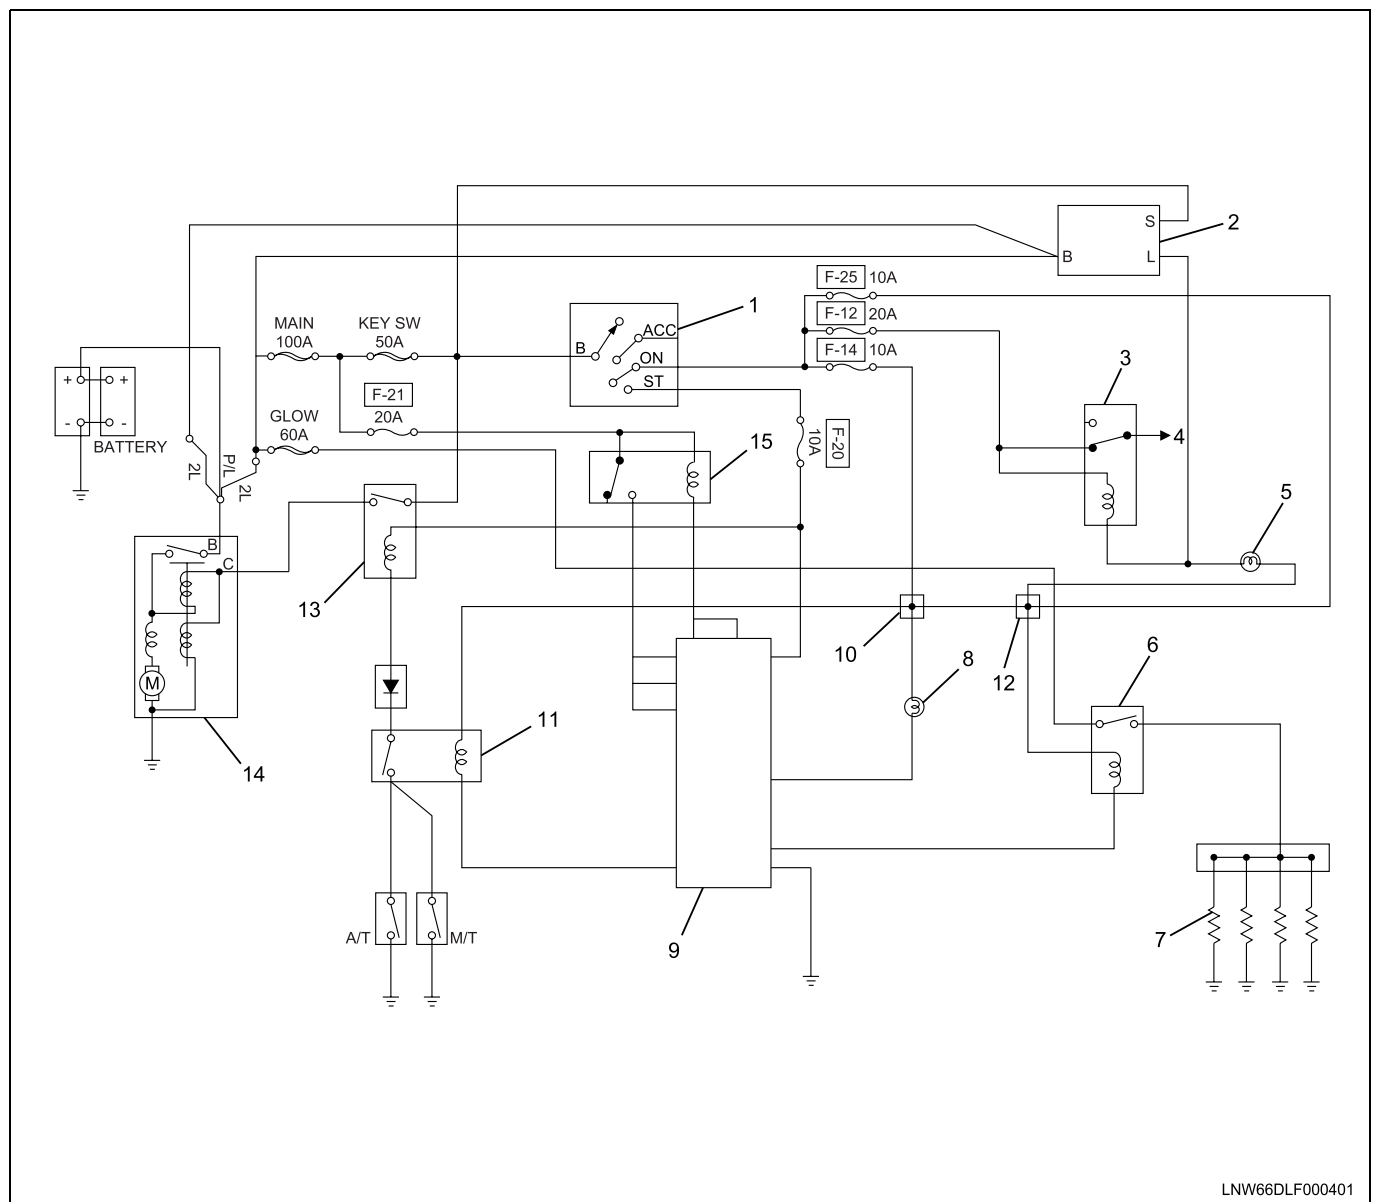 S
2
B
L
F-25 10A
F-12 20A
F-14 10A
1
MAIN
100A
KEY SW
50A
B
ACC
ON
ST
3
4
F-21
20A
GLOW
60A
+
+
-
-
BATTERY
2L
P/L
2L
15
10A
F-20
5
B
C
M
14
13
10
12
8
6
11
9
7
A/T
M/T
LNW66DLF000401